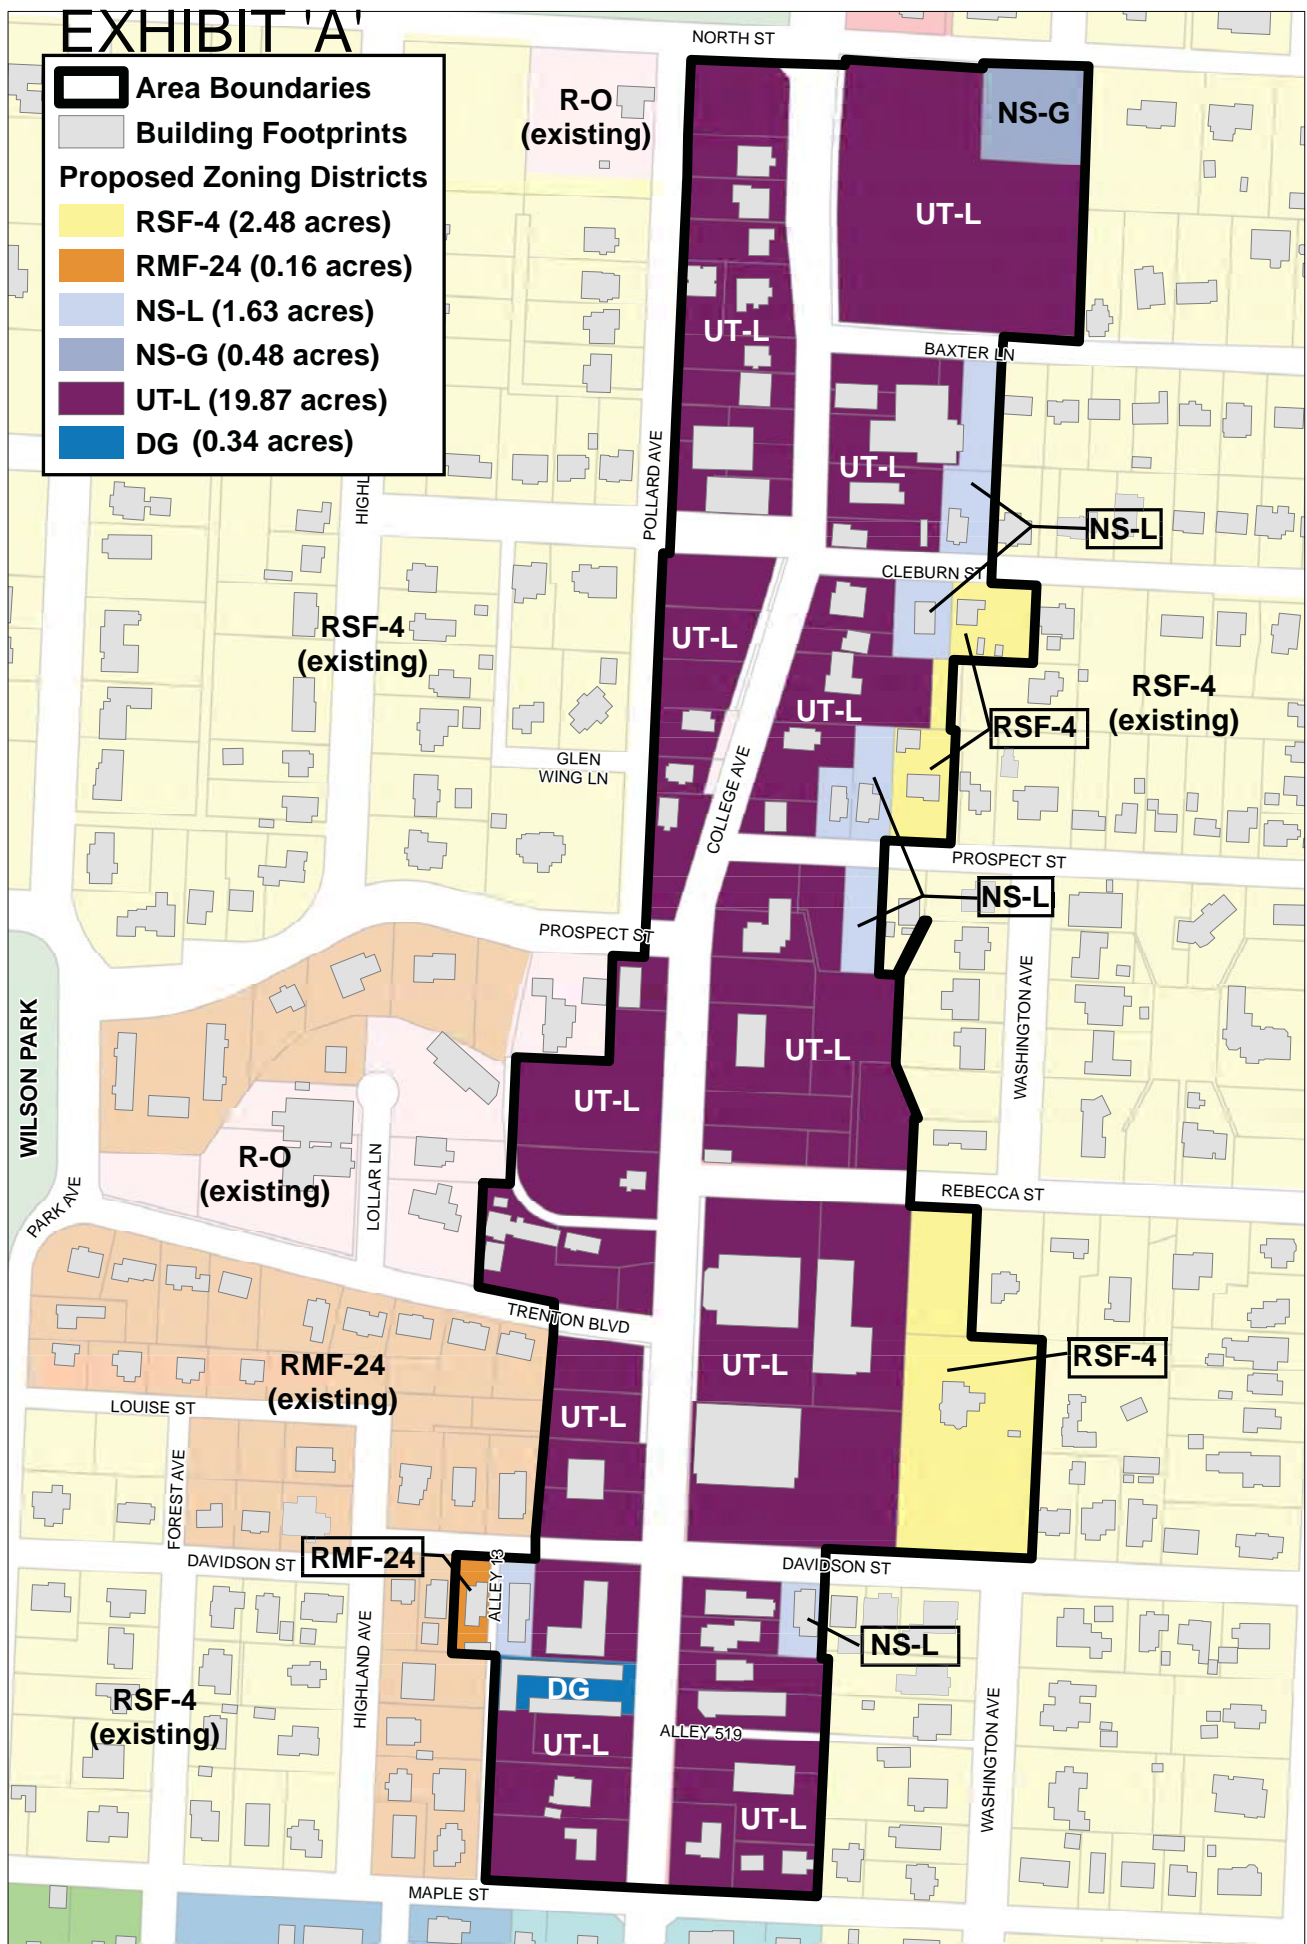 EXHIBIT 'A'
Area Boundaries
Building Footprints
Proposed Zoning Districts
RSF-4 (2.48 acres)
RMF-24 (0.16 acres)
NS-L (1.63 acres)
NS-G (0.48 acres)
UT-L (19.87 acres)
DG (0.34 acres)
NORTH ST
R-O
(existing)
NS-G
UT-L
UT-L
BAXTER LN
POLLARD AVE
HIGHL
UT-L
NS-L
CLEBURN ST
RSF-4
(existing)
UT-L
UT-L
RSF-4
RSF-4
(existing)
GLEN
WING LN
COLLEGE AVE
PROSPECT ST
NS-L
PROSPECT ST
WILSON PARK
WASHINGTON AVE
UT-L
UT-L
R-O
(existing)
LOLLAR LN
PARK AVE
REBECCA ST
TRENTON BLVD
RMF-24
(existing)
UT-L
RSF-4
LOUISE ST
UT-L
FOREST AVE
DAVIDSON ST
RMF-24
ALLEY 13
DAVIDSON ST
NS-L
HIGHLAND AVE
RSF-4
(existing)
DG
UT-L
ALLEY 519
UT-L
WASHINGTON AVE
MAPLE ST